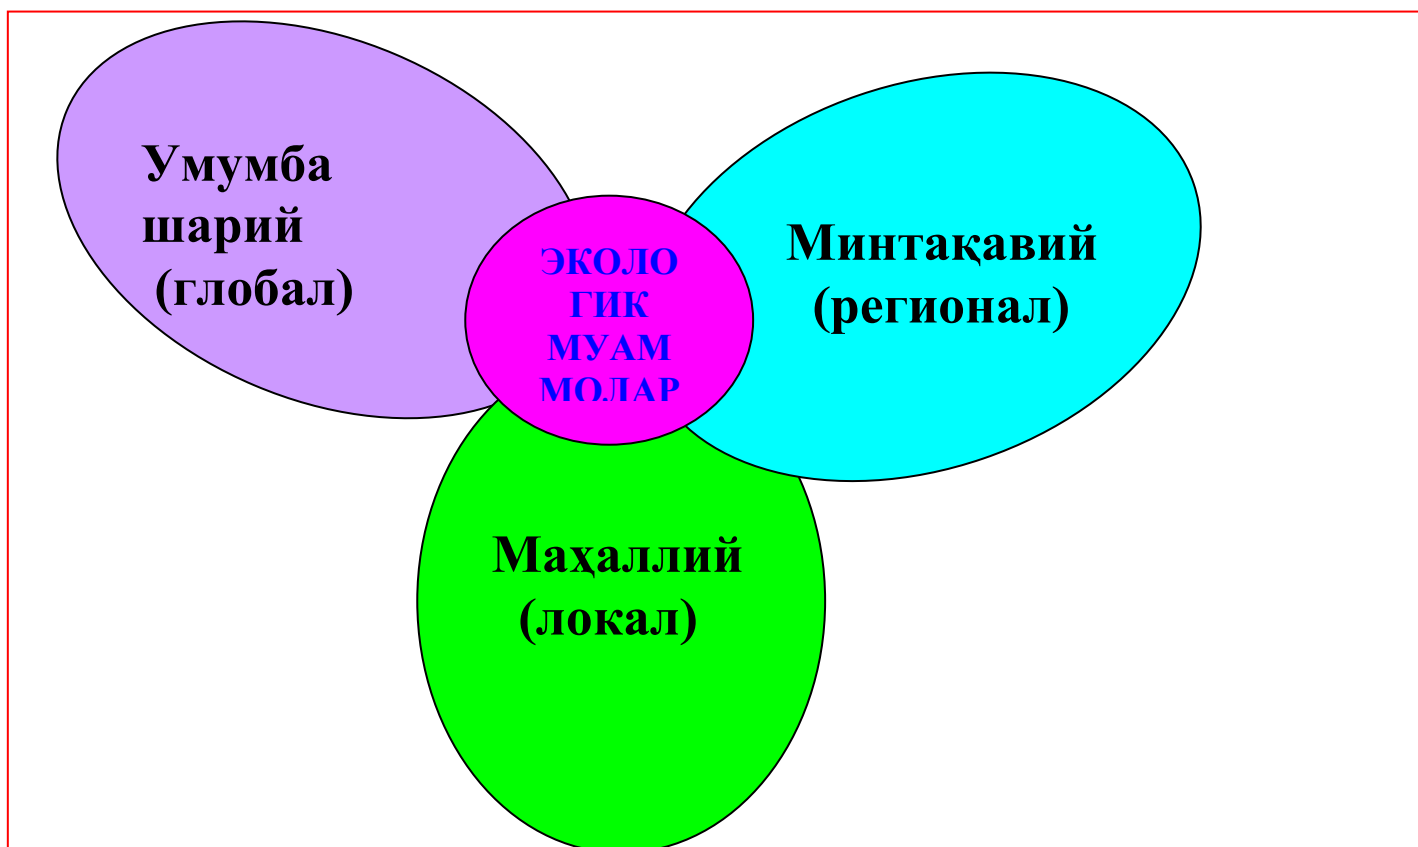 Умумба
шарий
(глобал)
ЭКОЛО
ГИК
МУАМ
МОЛАР
Минтақавий
(регионал)
Маҳаллий
(локал)